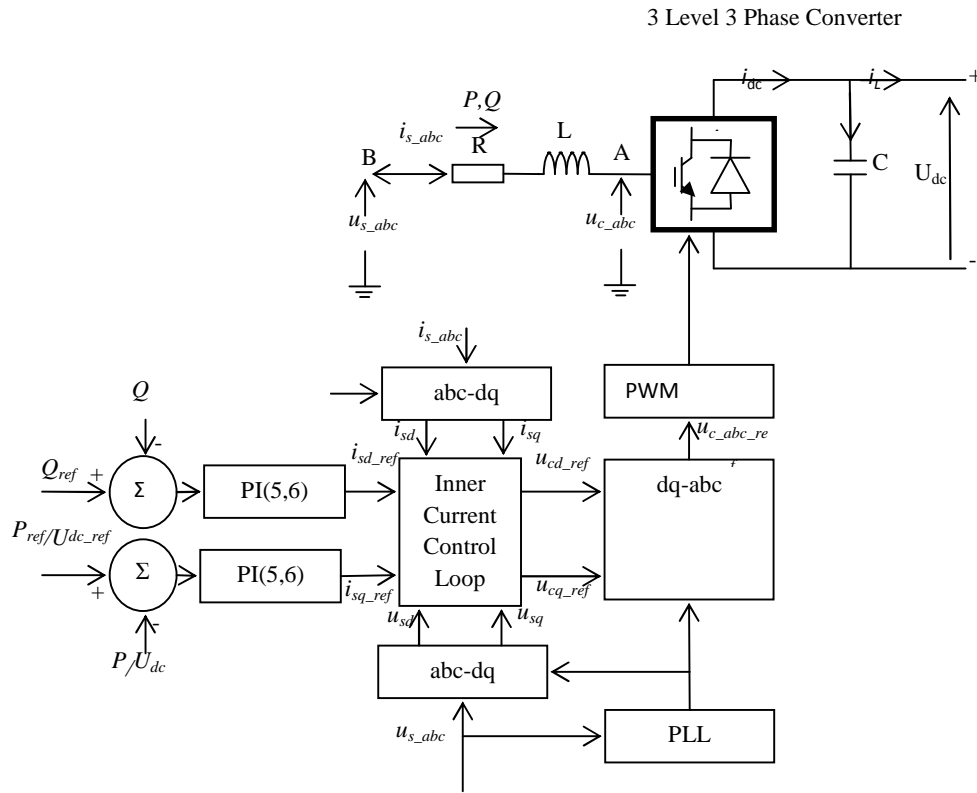 3 Level 3 Phase Converter
i_dc
i_L
+
P,Q
i_s_abc
R
L
A
B
C
U_dc
u_s_abc
u_c_abc
-
i_s_abc
abc-dq
PWM
Q
-
i_sd
i_sq
u_c_abc_re
f
Q_ref
+
Σ
PI(5,6)
i_sd_ref
Inner
Current
Control
Loop
u_cd_ref
dq-abc
P_ref/U_dc_ref
+
Σ
PI(5,6)
i_sq_ref
u_cq_ref
-
P/U_dc
u_sd
u_sq
abc-dq
u_s_abc
PLL